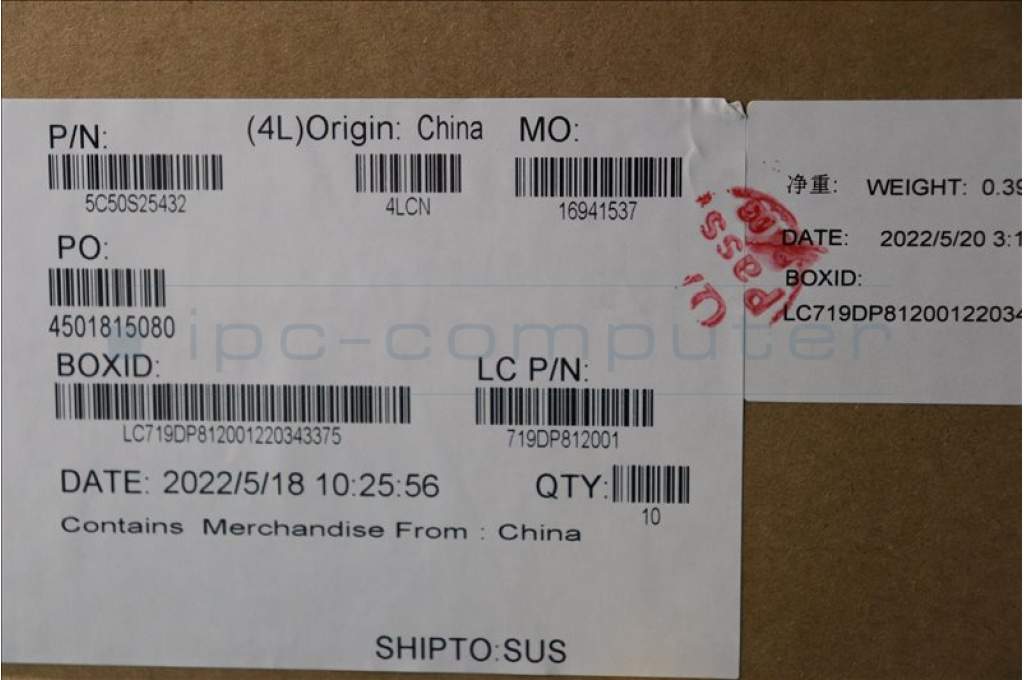 P/N: (4L)Origin: China MO:
5C50S25432 4LCN 16941537
PO:
4501815080
BOXID: LC P/N:
LC719DP812001220343375 719DP812001
DATE: 2022/5/18 10:25:56 QTY:
10
Contains Merchandise From : China
SHIPTO:SUS
净重: WEIGHT: 0.39
DATE: 2022/5/20 3:1
BOXID:
LC719DP81200122034
Pass
ipc-computer